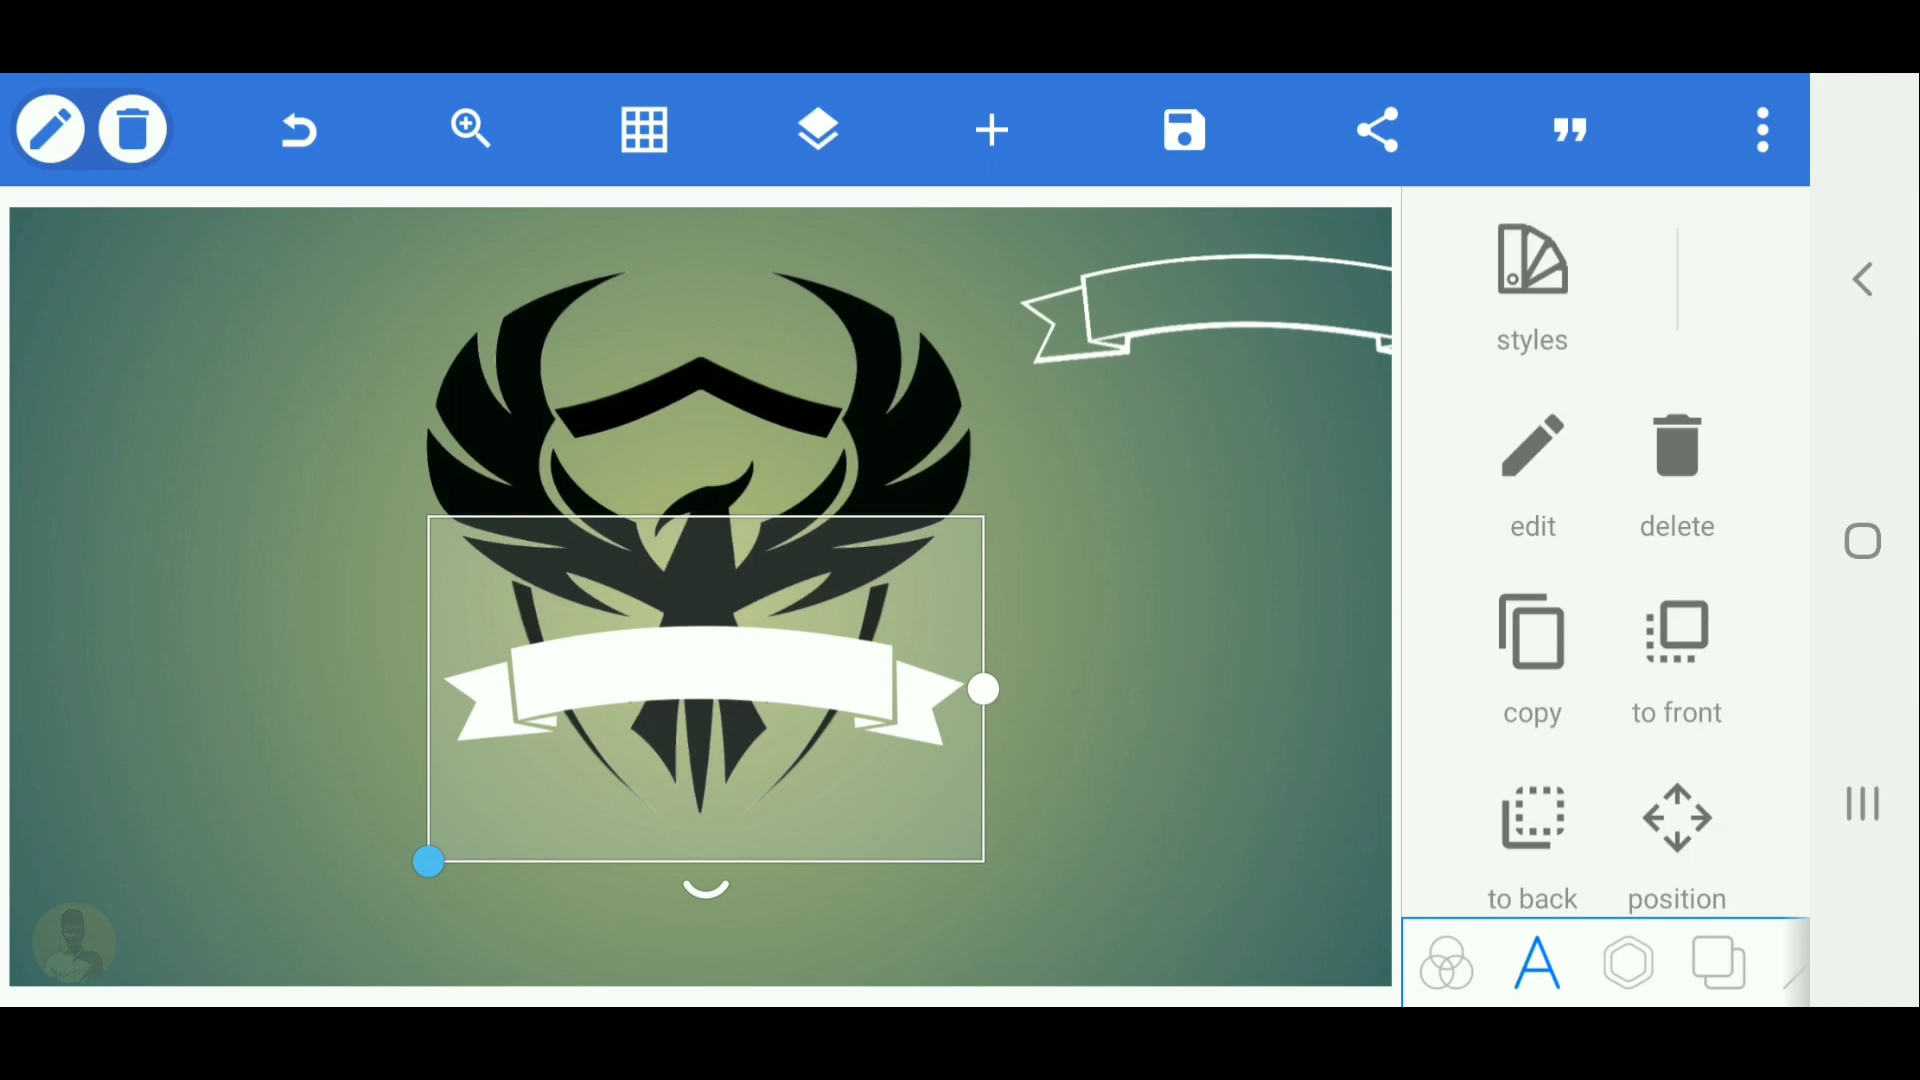 styles
edit delete
copy to front
to back position